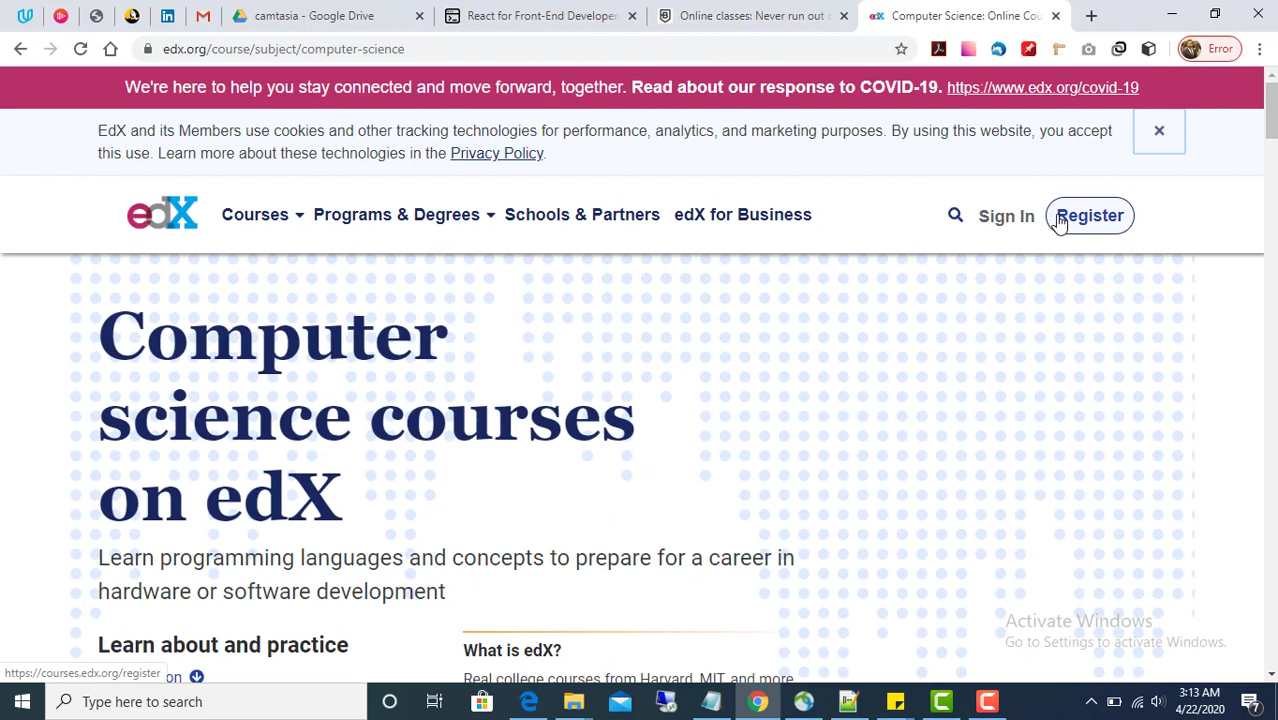 camtasia - Google Drive
React for Front-End Developer
Online classes: Never run out o
Computer Science: Online Cou
edx.org/course/subject/computer-science
Error
We're here to help you stay connected and move forward, together. Read about our response to COVID-19. https://www.edx.org/covid-19
EdX and its Members use cookies and other tracking technologies for performance, analytics, and marketing purposes. By using this website, you accept
this use. Learn more about these technologies in the Privacy Policy.
edX Courses Programs & Degrees Schools & Partners edX for Business Sign In Register
Computer
science courses
on edX
Learn programming languages and concepts to prepare for a career in
hardware or software development
Learn about and practice
What is edX?
Real college courses from Harvard, MIT, and more
on
Activate Windows
Go to Settings to activate Windows.
https://courses.edx.org/register
Type here to search
3:13 AM
4/22/2020
7